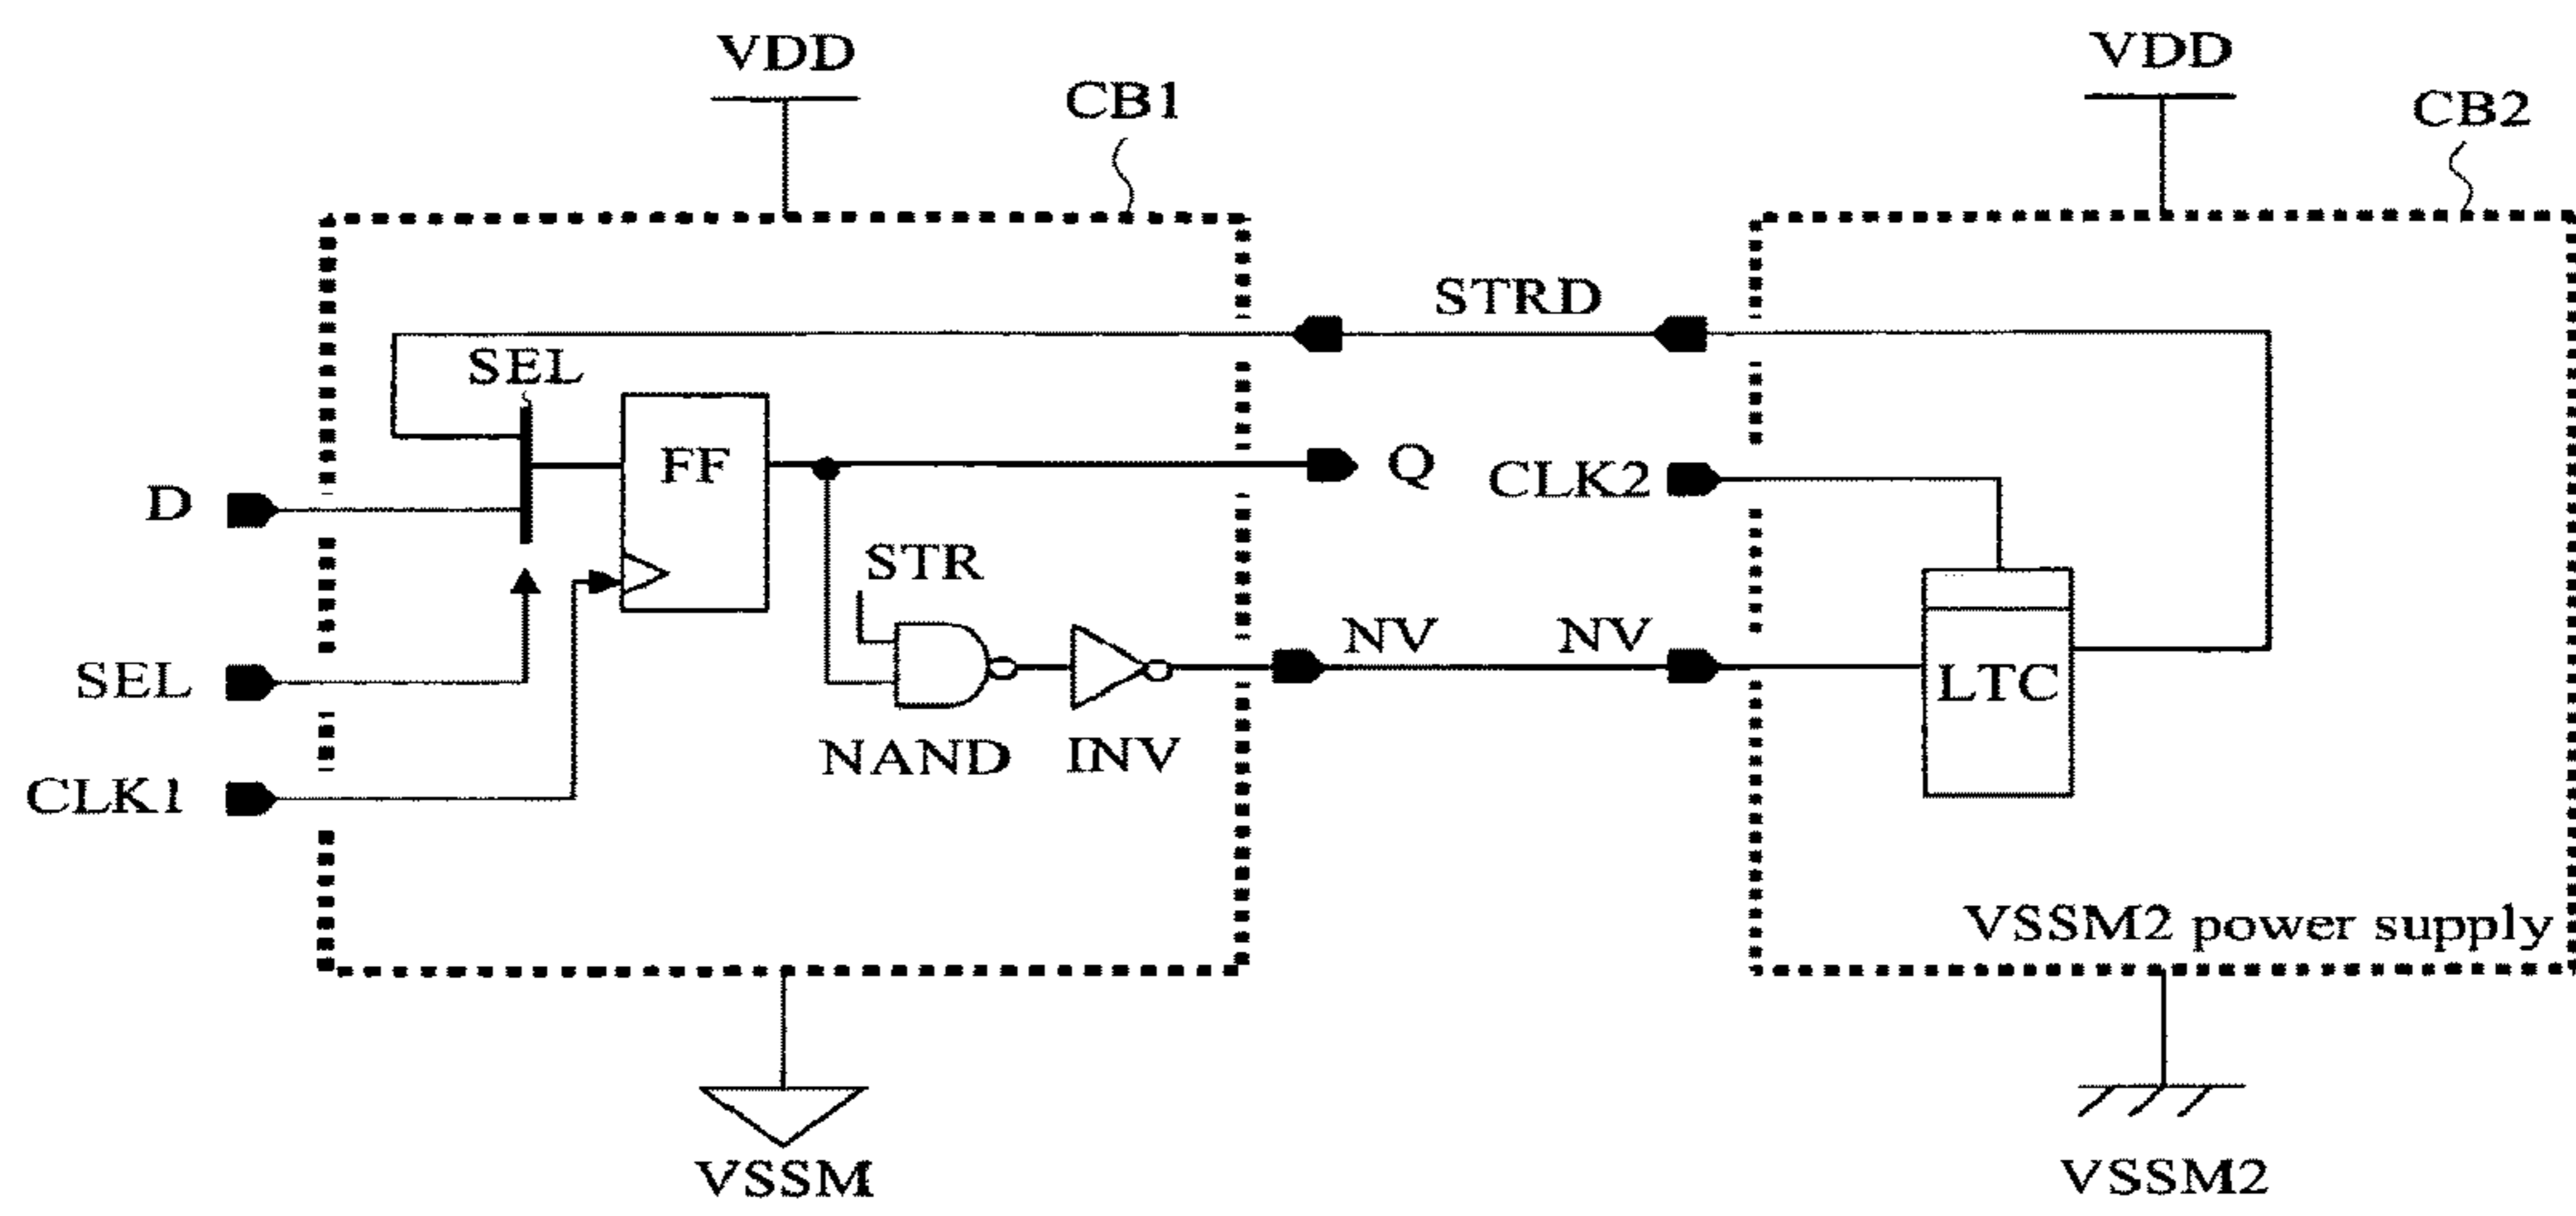 VDD
CB1
VDD
CB2
STRD
SEL
FF
D
Q
CLK2
STR
NV
NV
SEL
LTC
NAND
INV
CLK1
VSSM2 power supply
VSSM
VSSM2